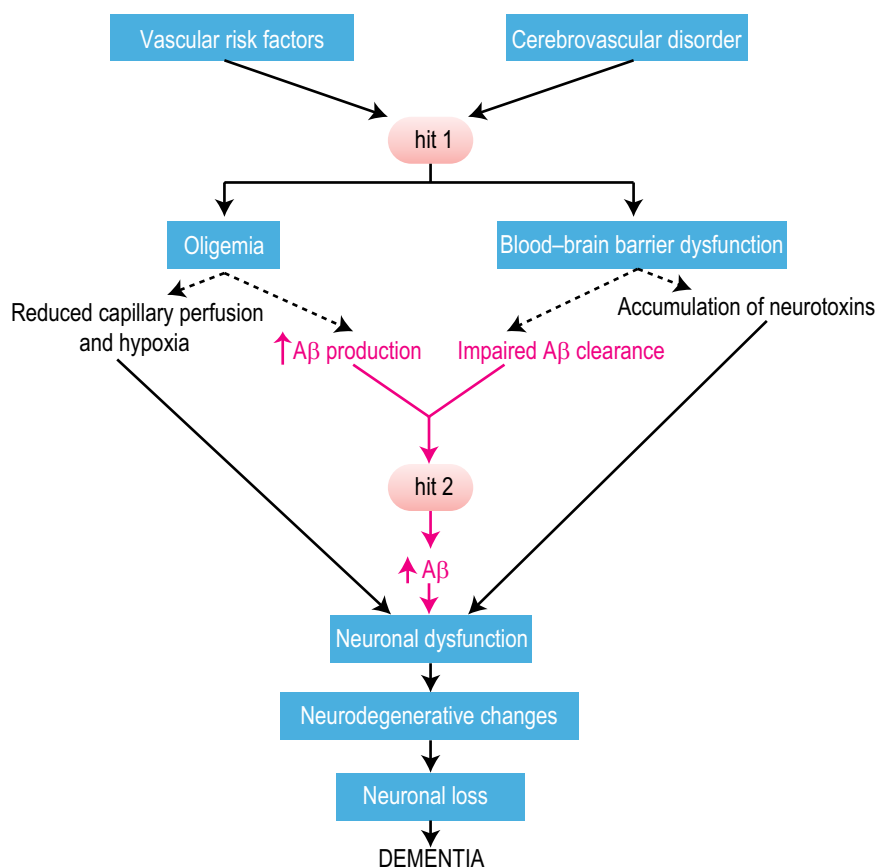 Vascular risk factors
Cerebrovascular disorder
hit 1
Oligemia
Blood–brain barrier dysfunction
Reduced capillary perfusion
and hypoxia
Accumulation of neurotoxins
↑ Aβ production
Impaired Aβ clearance
hit 2
↑ Aβ
Neuronal dysfunction
Neurodegenerative changes
Neuronal loss
DEMENTIA